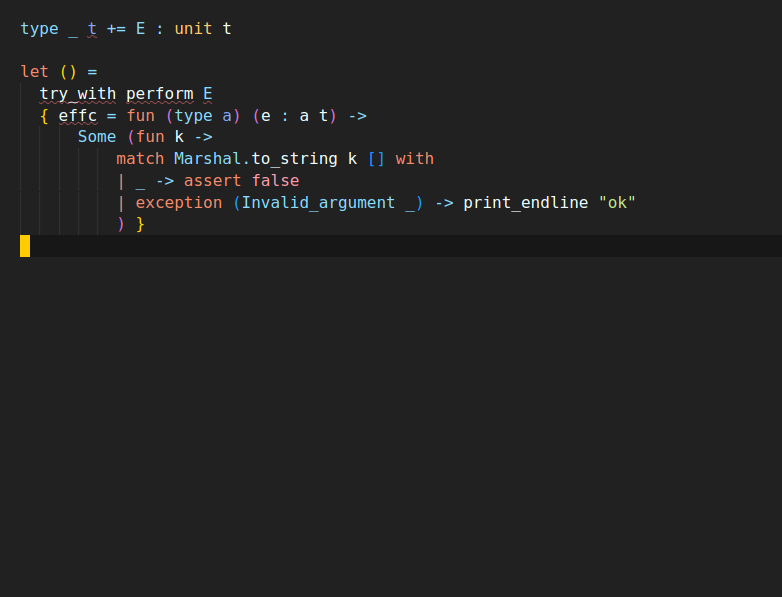 type _ t += E : unit t

let () =
  try_with perform E
  { effc = fun (type a) (e : a t) ->
      Some (fun k ->
          match Marshal.to_string k [] with
          | _ -> assert false
          | exception (Invalid_argument _) -> print_endline "ok"
          ) }